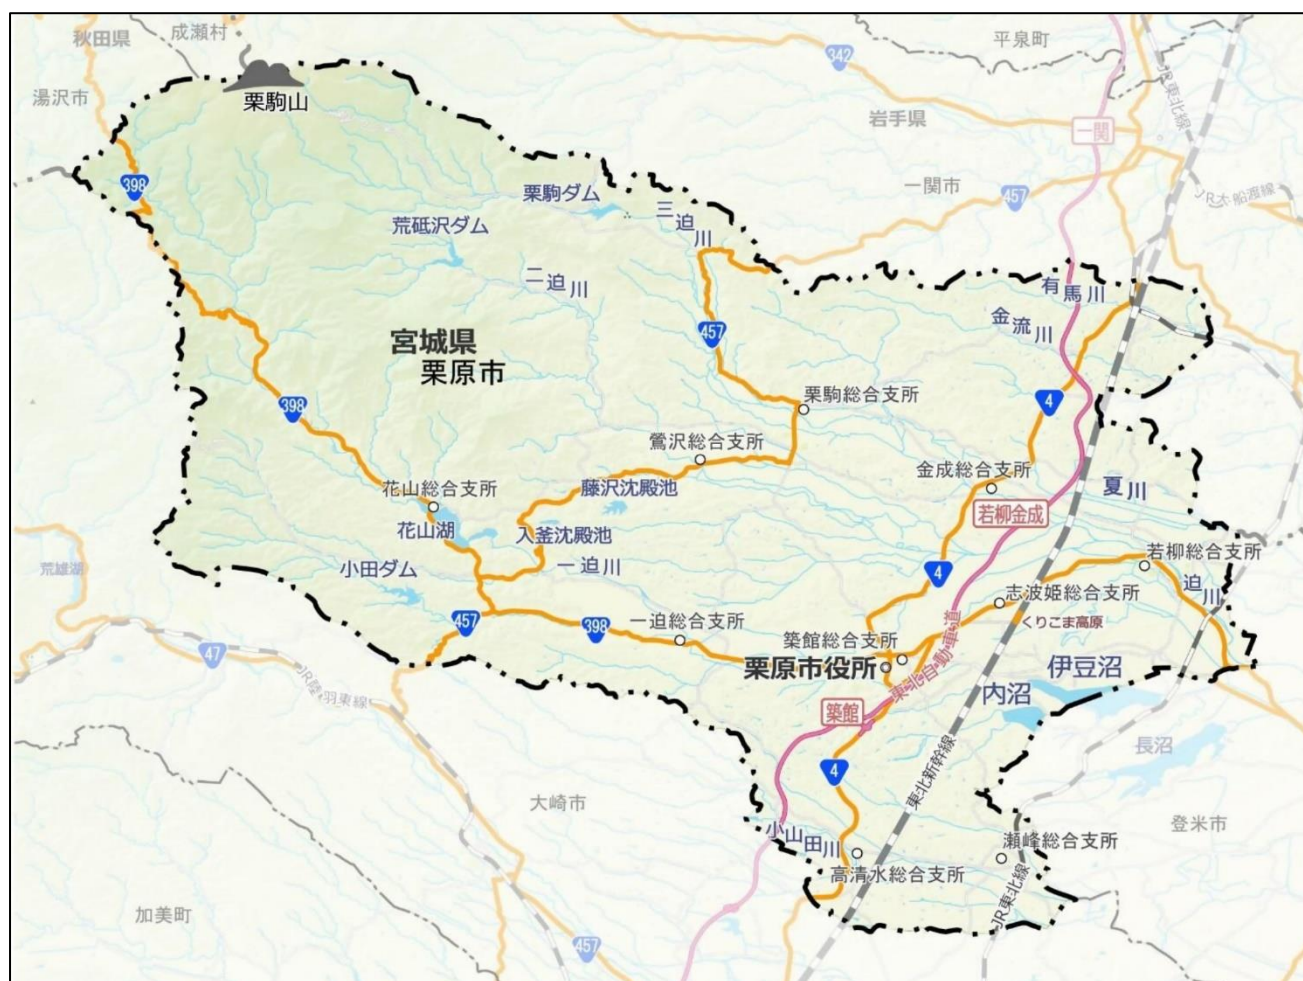 成瀬村
秋田県
平泉町
342
湯沢市
栗駒山
JR東北線
岩手県
一関
398
一関市
457
JR大船渡線
栗駒ダム
三迫川
荒砥沢ダム
二迫川
有馬川
金流川
457
宮城県
栗原市
栗駒総合支所
4
398
鶯沢総合支所
金成総合支所
花山総合支所
藤沢沈殿池
夏川
若柳金成
花山湖
入釜沈殿池
若柳総合支所
荒雄湖
小田ダム
一迫川
4
迫川
志波姫総合支所
457
398
一迫総合支所
くりこま高原
築館総合支所
47
栗原市役所
東北自動車道
伊豆沼
内沼
JR陸羽東線
築館
長沼
4
東北新幹線
大崎市
登米市
小山田川
瀬峰総合支所
高清水総合支所
JR東北線
加美町
457